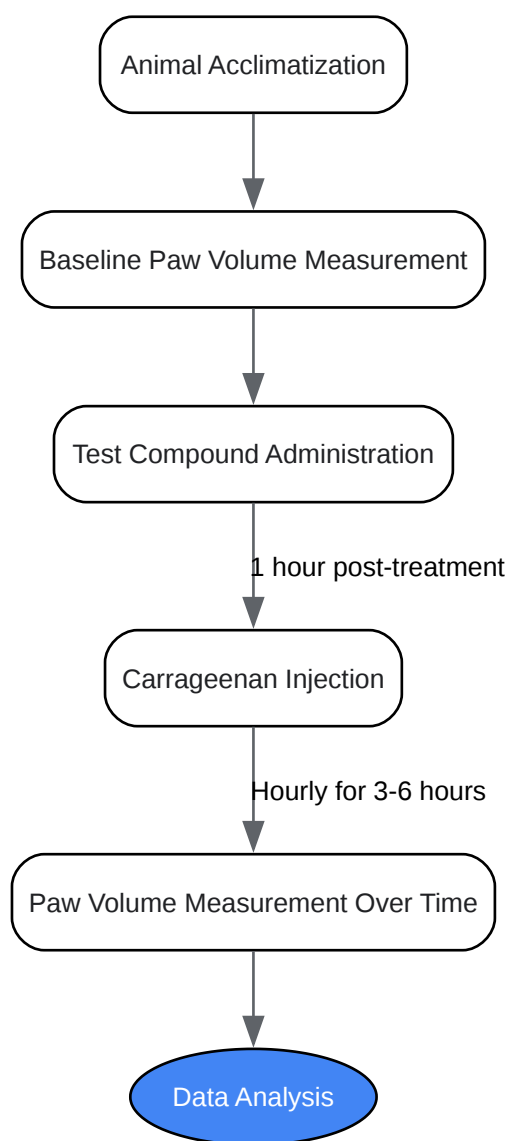 Animal Acclimatization
Baseline Paw Volume Measurement
Test Compound Administration
1 hour post-treatment
Carrageenan Injection
Hourly for 3-6 hours
Paw Volume Measurement Over Time
Data Analysis